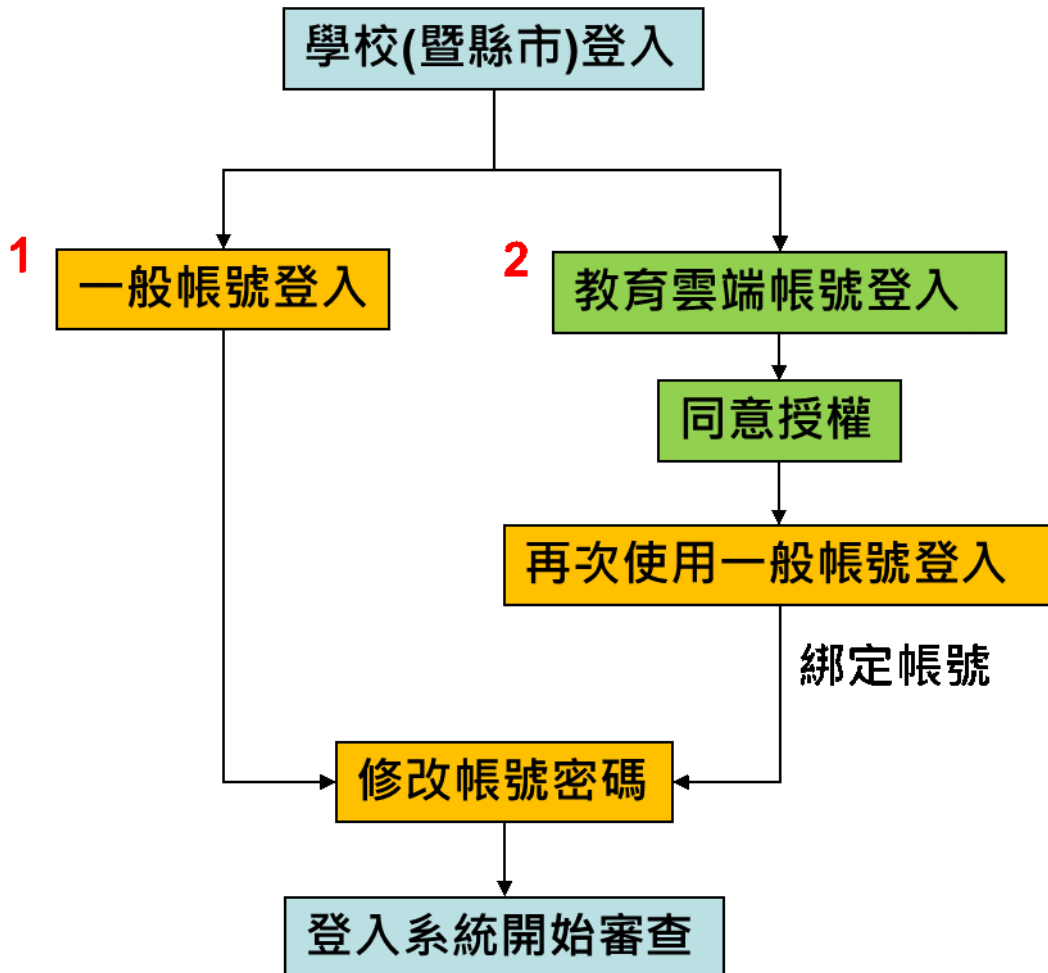 學校(暨縣市)登入
1
一般帳號登入
2
教育雲端帳號登入
同意授權
再次使用一般帳號登入
綁定帳號
修改帳號密碼
登入系統開始審查